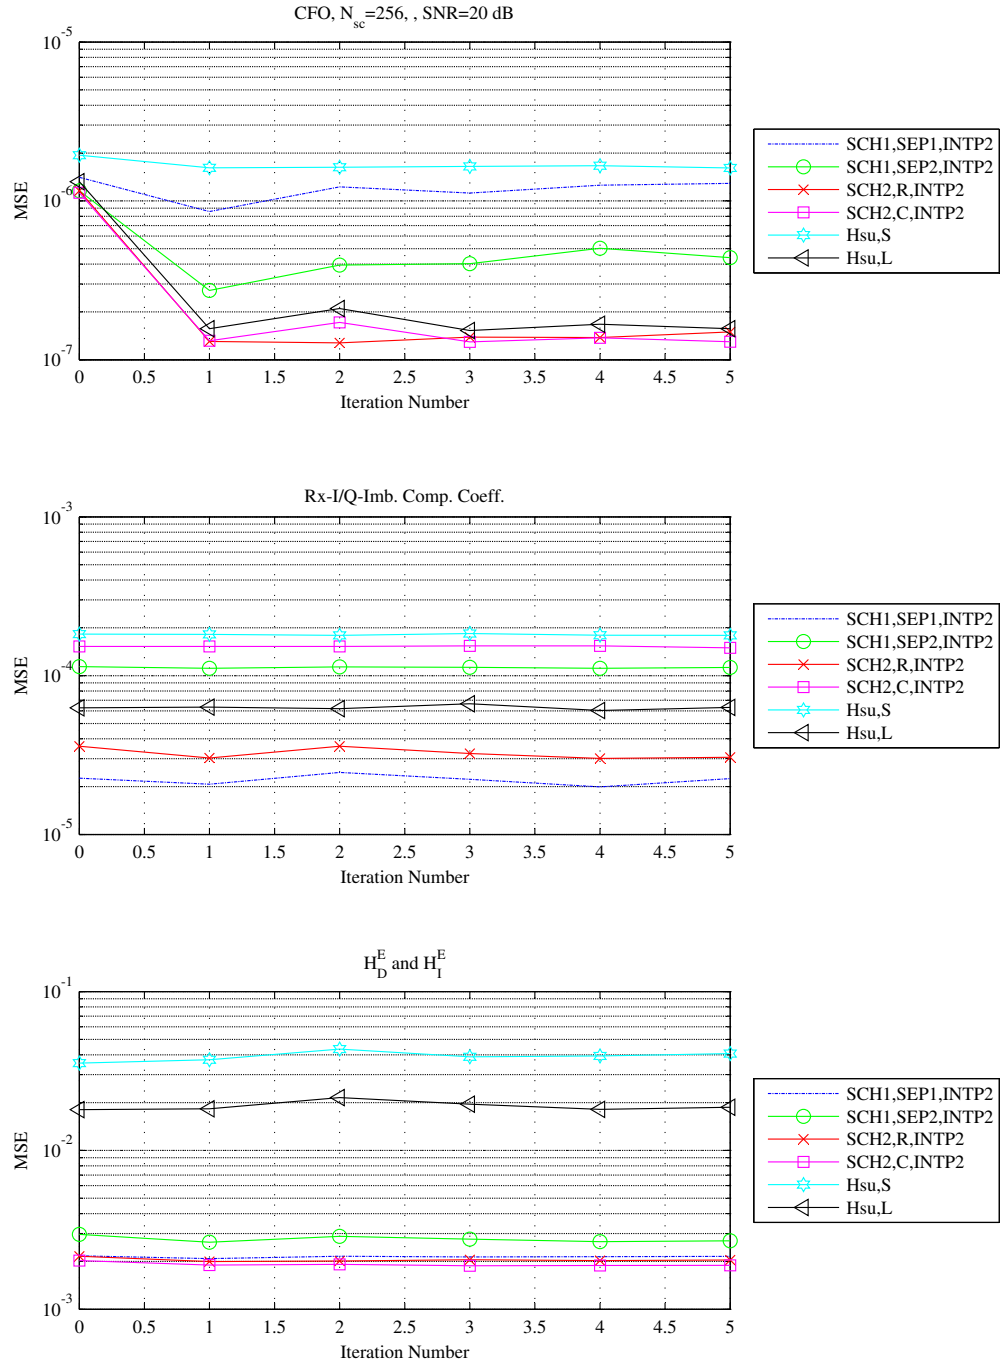 CFO, N_sc=256, , SNR=20 dB
10^-5
10^-6
10^-7
MSE
0 0.5 1 1.5 2 2.5 3 3.5 4 4.5 5
Iteration Number
SCH1,SEP1,INTP2
SCH1,SEP2,INTP2
SCH2,R,INTP2
SCH2,C,INTP2
Hsu,S
Hsu,L
Rx-I/Q-Imb. Comp. Coeff.
10^-3
10^-4
10^-5
MSE
0 0.5 1 1.5 2 2.5 3 3.5 4 4.5 5
Iteration Number
SCH1,SEP1,INTP2
SCH1,SEP2,INTP2
SCH2,R,INTP2
SCH2,C,INTP2
Hsu,S
Hsu,L
H_D^E and H_I^E
10^-1
10^-2
10^-3
MSE
0 0.5 1 1.5 2 2.5 3 3.5 4 4.5 5
Iteration Number
SCH1,SEP1,INTP2
SCH1,SEP2,INTP2
SCH2,R,INTP2
SCH2,C,INTP2
Hsu,S
Hsu,L